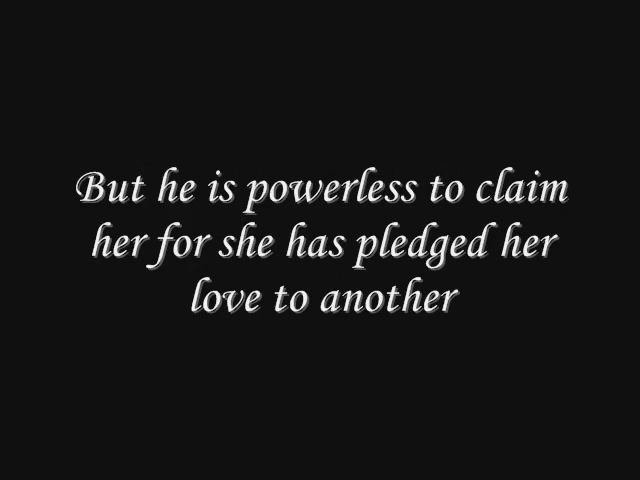 But he is powerless to claim
her for she has pledged her
love to another